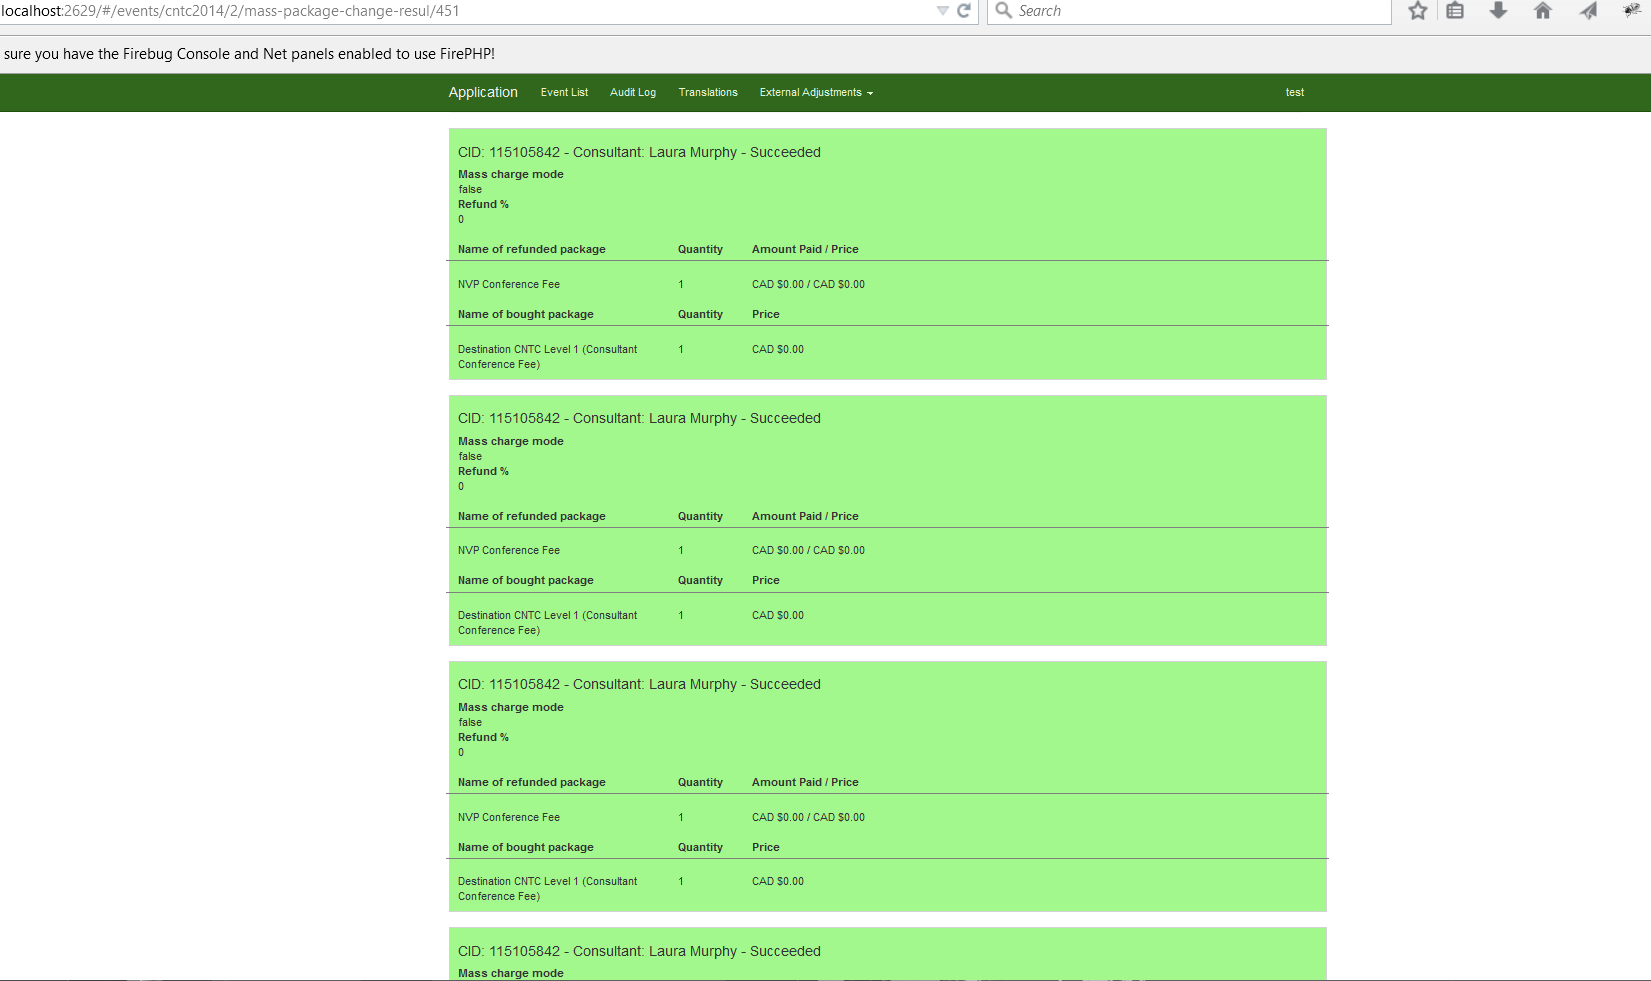 localhost:2629/#/events/cntc2014/2/mass-package-change-resul/451 Search
sure you have the Firebug Console and Net panels enabled to use FirePHP!
Application Event List Audit Log Translations External Adjustments test
CID: 115105842 - Consultant: Laura Murphy - Succeeded
Mass charge mode
false
Refund %
0
Name of refunded package Quantity Amount Paid / Price
NVP Conference Fee 1 CAD $0.00 / CAD $0.00
Name of bought package Quantity Price
Destination CNTC Level 1 (Consultant 1 CAD $0.00
Conference Fee)
CID: 115105842 - Consultant: Laura Murphy - Succeeded
Mass charge mode
false
Refund %
0
Name of refunded package Quantity Amount Paid / Price
NVP Conference Fee 1 CAD $0.00 / CAD $0.00
Name of bought package Quantity Price
Destination CNTC Level 1 (Consultant 1 CAD $0.00
Conference Fee)
CID: 115105842 - Consultant: Laura Murphy - Succeeded
Mass charge mode
false
Refund %
0
Name of refunded package Quantity Amount Paid / Price
NVP Conference Fee 1 CAD $0.00 / CAD $0.00
Name of bought package Quantity Price
Destination CNTC Level 1 (Consultant 1 CAD $0.00
Conference Fee)
CID: 115105842 - Consultant: Laura Murphy - Succeeded
Mass charge mode